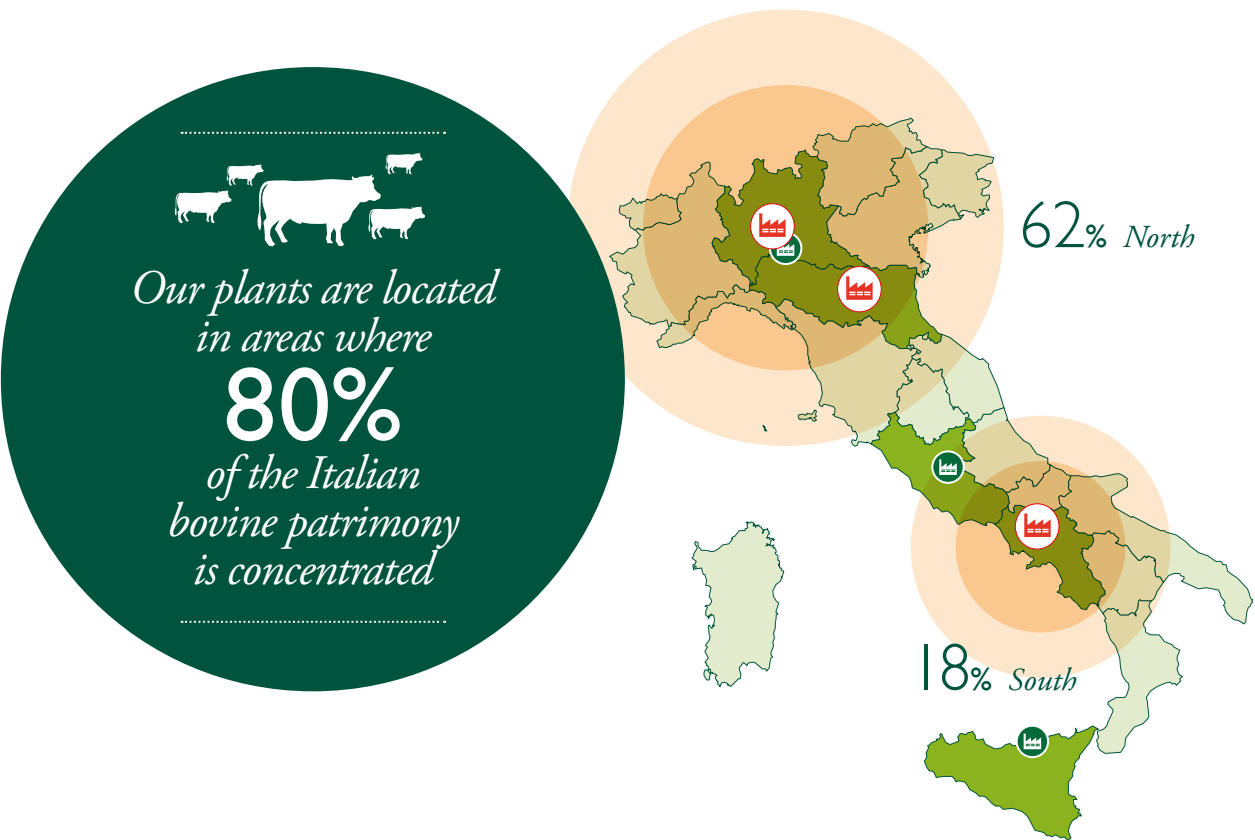 Our plants are located
in areas where
80%
of the Italian
bovine patrimony
is concentrated
62% North
18% South